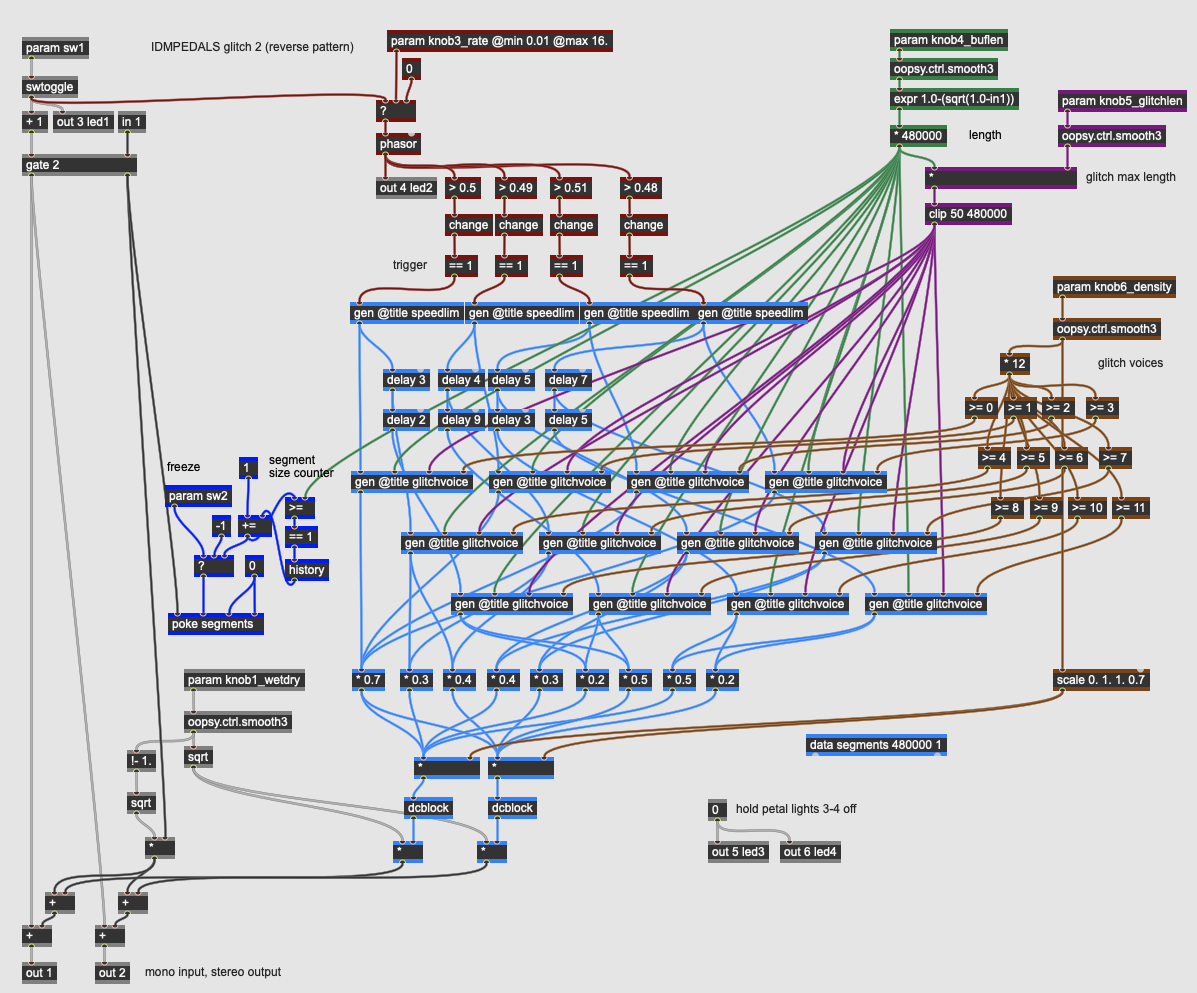 param sw1
IDMPEDALS glitch 2 (reverse pattern)
param knob3_rate @min 0.01 @max 16.
param knob4_buflen
0
oopsy.ctrl.smooth3
swtoggle
expr 1.0-(sqrt(1.0-in1))
param knob5_glitchlen
?
+ 1
out 3 led1
in 1
* 480000
length
oopsy.ctrl.smooth3
phasor
gate 2
*
glitch max length
out 4 led2
> 0.5
> 0.49
> 0.51
> 0.48
clip 50 480000
change
change
change
change
trigger
== 1
== 1
== 1
== 1
param knob6_density
gen @title speedlim
gen @title speedlim
gen @title speedlim
gen @title speedlim
oopsy.ctrl.smooth3
* 12
glitch voices
delay 3
delay 4
delay 5
delay 7
>= 0
>= 1
>= 2
>= 3
delay 2
delay 9
delay 3
delay 5
>= 4
>= 5
>= 6
>= 7
freeze
1
segment
size counter
gen @title glitchvoice
gen @title glitchvoice
gen @title glitchvoice
gen @title glitchvoice
param sw2
>=
>= 8
>= 9
>= 10
>= 11
-1
+=
== 1
gen @title glitchvoice
gen @title glitchvoice
gen @title glitchvoice
gen @title glitchvoice
?
0
history
gen @title glitchvoice
gen @title glitchvoice
gen @title glitchvoice
gen @title glitchvoice
poke segments
param knob1_wetdry
* 0.7
* 0.3
* 0.4
* 0.4
* 0.3
* 0.2
* 0.5
* 0.5
* 0.2
scale 0. 1. 1. 0.7
oopsy.ctrl.smooth3
data segments 480000 1
!- 1.
sqrt
*
*
sqrt
dcblock
dcblock
0
hold petal lights 3-4 off
*
*
*
out 5 led3
out 6 led4
+
+
+
+
out 1
out 2
mono input, stereo output